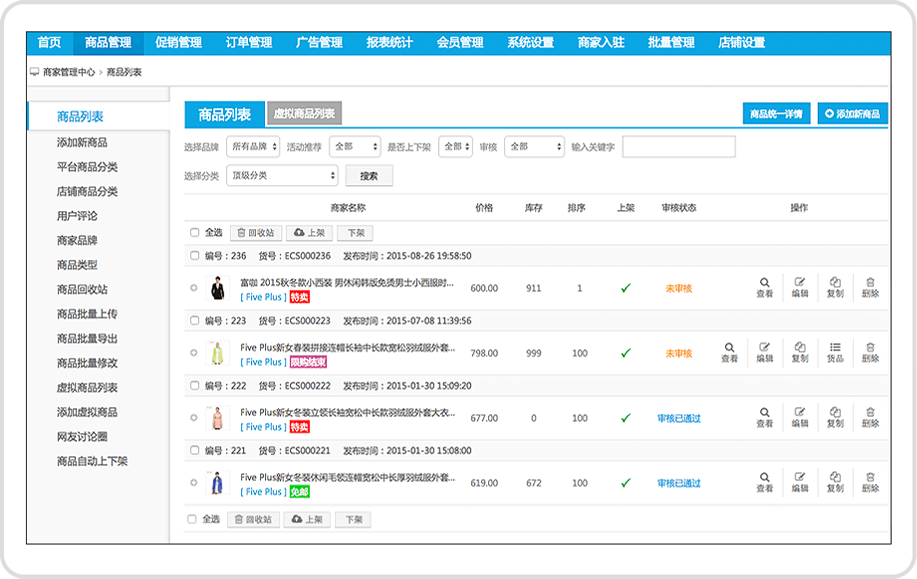 首页 商品管理 促销管理 订单管理 广告管理 报表统计 会员管理 系统设置 商家入驻 批量管理 店铺设置
商家管理中心 > 商品列表
商品列表
添加新商品
平台商品分类
店铺商品分类
用户评论
商家品牌
商品类型
商品回收站
商品批量上传
商品批量导出
商品批量修改
虚拟商品列表
添加虚拟商品
网友讨论圈
商品自动上下架
商品列表 虚拟商品列表 商品统一详情 添加新商品
选择品牌 所有品牌 活动推荐 全部 是否上下架 全部 审核 全部 输入关键字
选择分类 顶级分类 搜索
商家名称 价格 库存 排序 上架 审核状态 操作
全选 回收站 上架 下架
编号：236 货号：ECS000236 发布时间：2015-08-26 19:58:50
富咖 2015秋冬款小西装 男休闲韩版免烫男士小西服时...
[ Five Plus ] 特卖 600.00 911 1 未审核 查看 编辑 复制 删除
编号：223 货号：ECS000223 发布时间：2015-07-08 11:39:56
Five Plus新女春装拼接连帽长袖中长款宽松羽绒服外套...
[ Five Plus ] 限购结束 798.00 999 100 未审核 查看 编辑 复制 货品 删除
编号：222 货号：ECS000222 发布时间：2015-01-30 15:09:20
Five Plus新女冬装立领长袖宽松中长款羽绒服外套大衣...
[ Five Plus ] 特卖 677.00 0 100 审核已通过 查看 编辑 复制 删除
编号：221 货号：ECS000221 发布时间：2015-01-30 15:08:00
Five Plus新女冬装休闲毛领连帽宽松中长厚羽绒服外套...
[ Five Plus ] 免邮 619.00 672 100 审核已通过 查看 编辑 复制 删除
全选 回收站 上架 下架